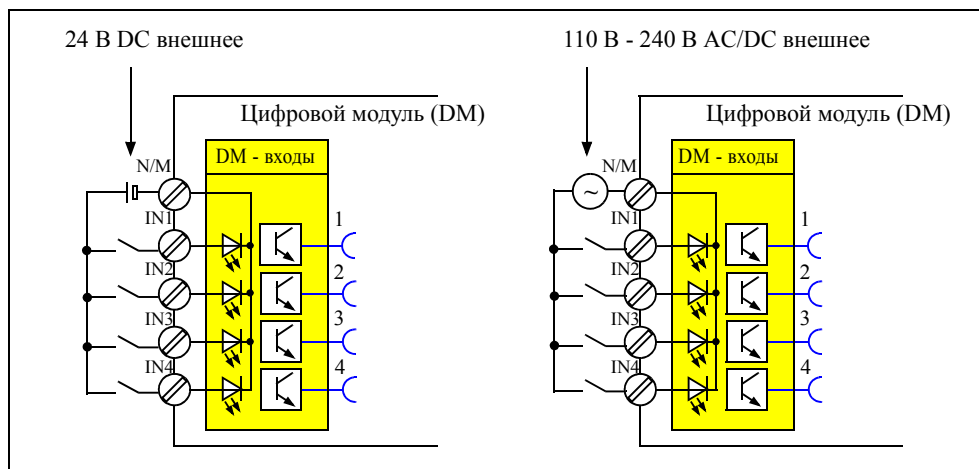 24 В DC внешнее
Цифровой модуль (DM)
DM - входы
N/M
IN1
1
IN2
2
IN3
3
IN4
4
110 В - 240 В AC/DC внешнее
Цифровой модуль (DM)
DM - входы
N/M
~
IN1
1
IN2
2
IN3
3
IN4
4